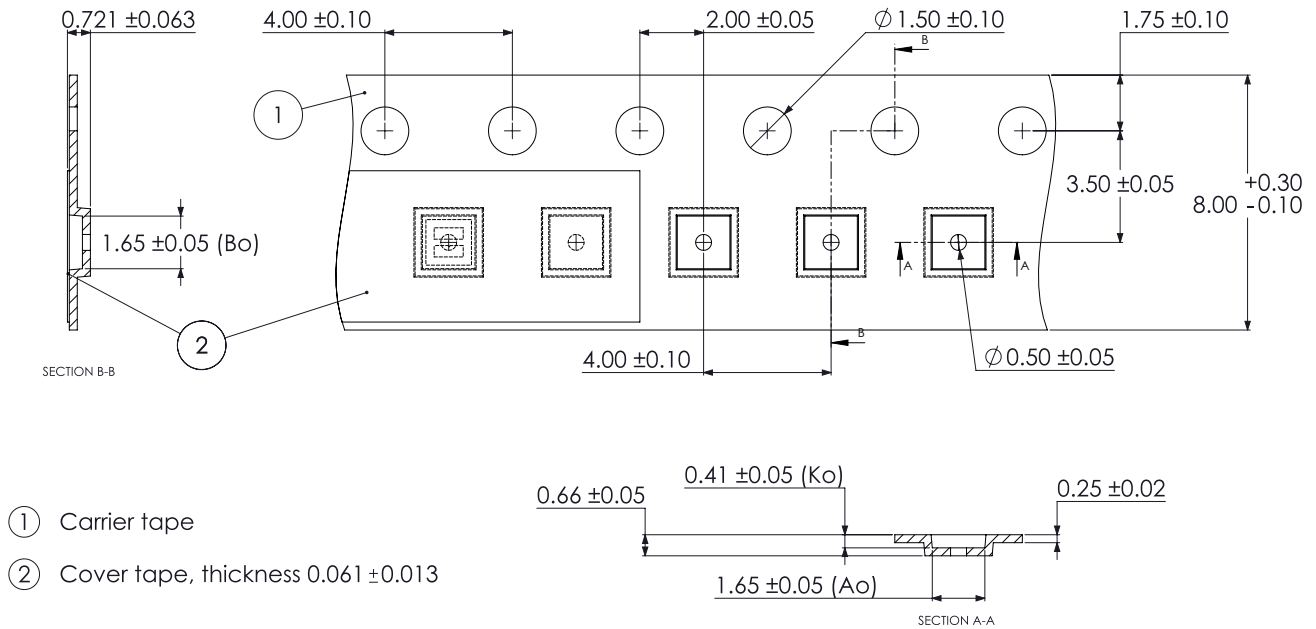 0.721 ±0.063
4.00 ±0.10
2.00 ±0.05
∅ 1.50 ±0.10
1.75 ±0.10
B
1
3.50 ±0.05
+0.30
8.00 -0.10
1.65 ±0.05 (Bo)
A
A
2
B
4.00 ±0.10
∅ 0.50 ±0.05
SECTION B-B
0.41 ±0.05 (Ko)
0.66 ±0.05
0.25 ±0.02
1 Carrier tape
2 Cover tape, thickness 0.061 ±0.013
1.65 ±0.05 (Ao)
SECTION A-A